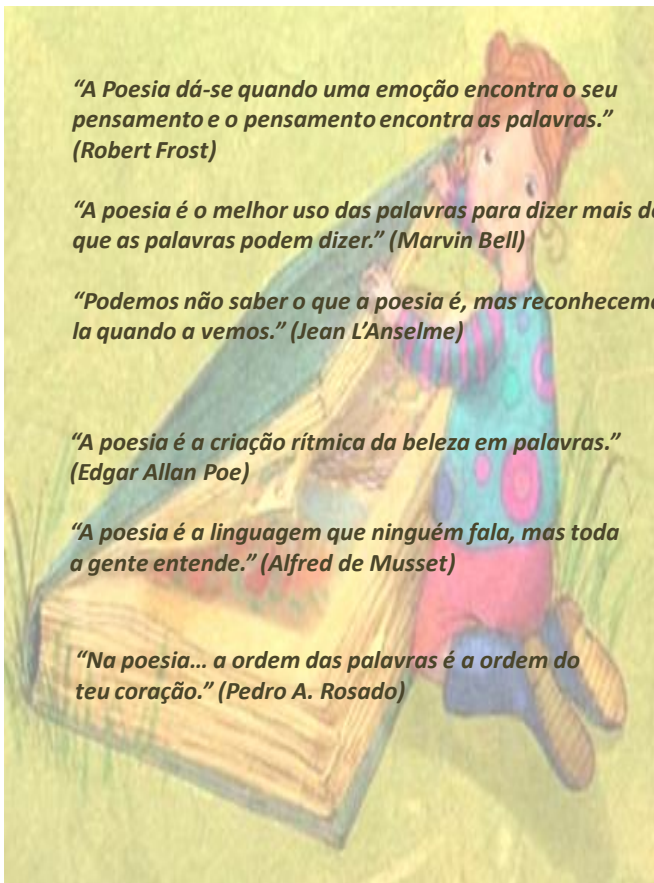 “A Poesia dá-se quando uma emoção encontra o seu
pensamento e o pensamento encontra as palavras.”
(Robert Frost)
“A poesia é o melhor uso das palavras para dizer mais d
que as palavras podem dizer.” (Marvin Bell)
“Podemos não saber o que a poesia é, mas reconhecem
la quando a vemos.” (Jean L’Anselme)
“A poesia é a criação rítmica da beleza em palavras.”
(Edgar Allan Poe)
“A poesia é a linguagem que ninguém fala, mas toda
a gente entende.” (Alfred de Musset)
“Na poesia… a ordem das palavras é a ordem do
teu coração.” (Pedro A. Rosado)